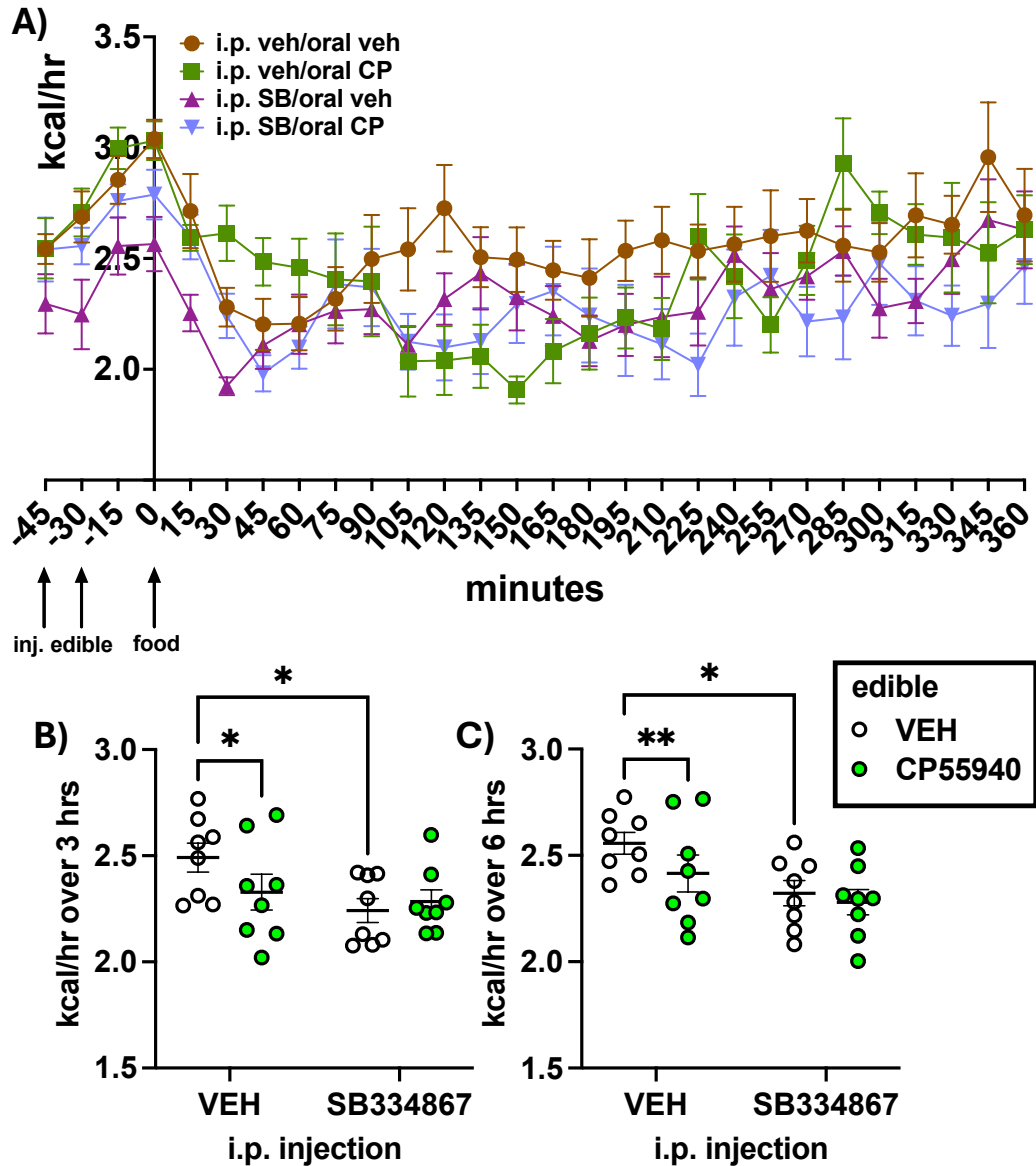 A)
kcal/hr
3.5
3.0
2.5
2.0
i.p. veh/oral veh
i.p. veh/oral CP
i.p. SB/oral veh
i.p. SB/oral CP
-45 -30 -15 0 -15 30 45 60 75 90 105 120 135 150 165 180 195 210 225 240 255 270 285 300 315 330 345 360
minutes
inj. edible food
B)
*
*
kcal/hr over 3 hrs
3.0
2.5
2.0
1.5
VEH SB334867
i.p. injection
C)
*
**
kcal/hr over 6 hrs
3.0
2.5
2.0
1.5
VEH SB334867
i.p. injection
edible
VEH
CP55940